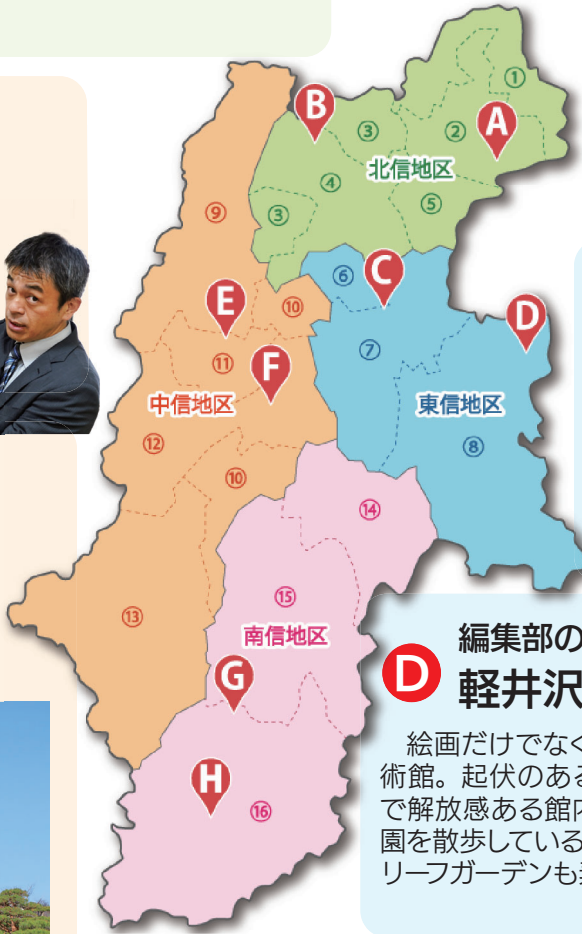 ①
B
③
②
A
北信地区
④
⑤
③
⑨
⑥
C
E
⑩
D
⑦
⑪
F
中信地区
東信地区
⑫
⑧
⑩
⑭
⑮
⑬
南信地区
G
H
⑯
D
編集部の
軽井沢
絵画だけでなく
術館。起伏のある
で解放感ある館内
園を散歩している
リーフガーデンも